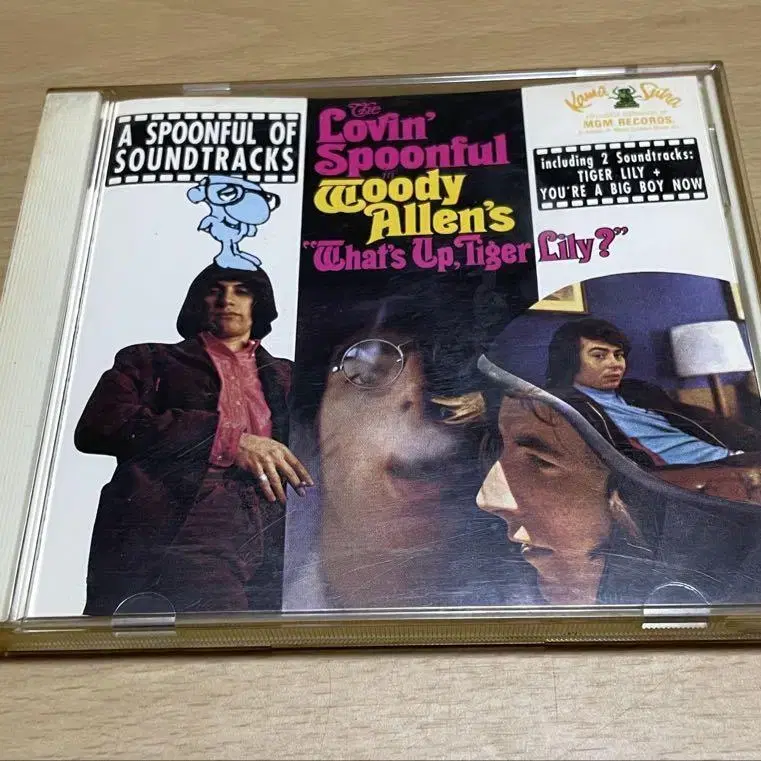 A SPOONFUL OF
SOUNDTRACKS
The
Lovin'
Spoonful
in
Woody
Allen's
"What's Up, Tiger Lily?"
Kama Sutra
MGM RECORDS
including 2 Soundtracks:
TIGER LILY +
YOU'RE A BIG BOY NOW